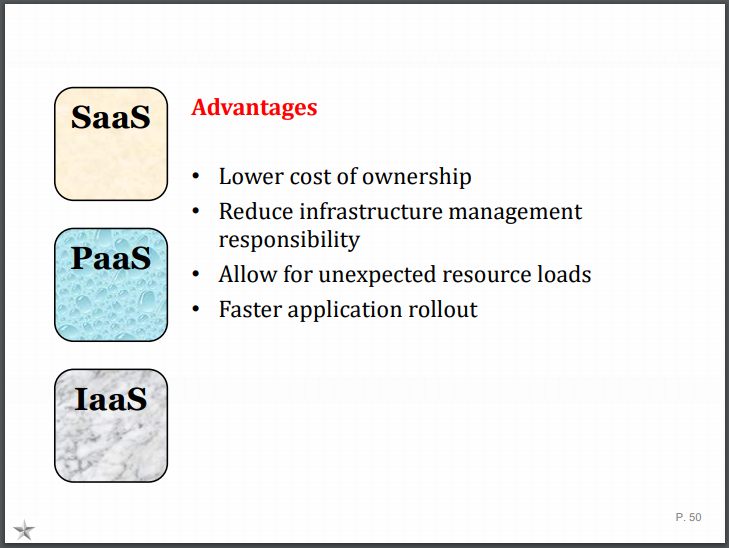 SaaS
PaaS
IaaS
Advantages
• Lower cost of ownership
• Reduce infrastructure management
responsibility
• Allow for unexpected resource loads
• Faster application rollout
P. 50